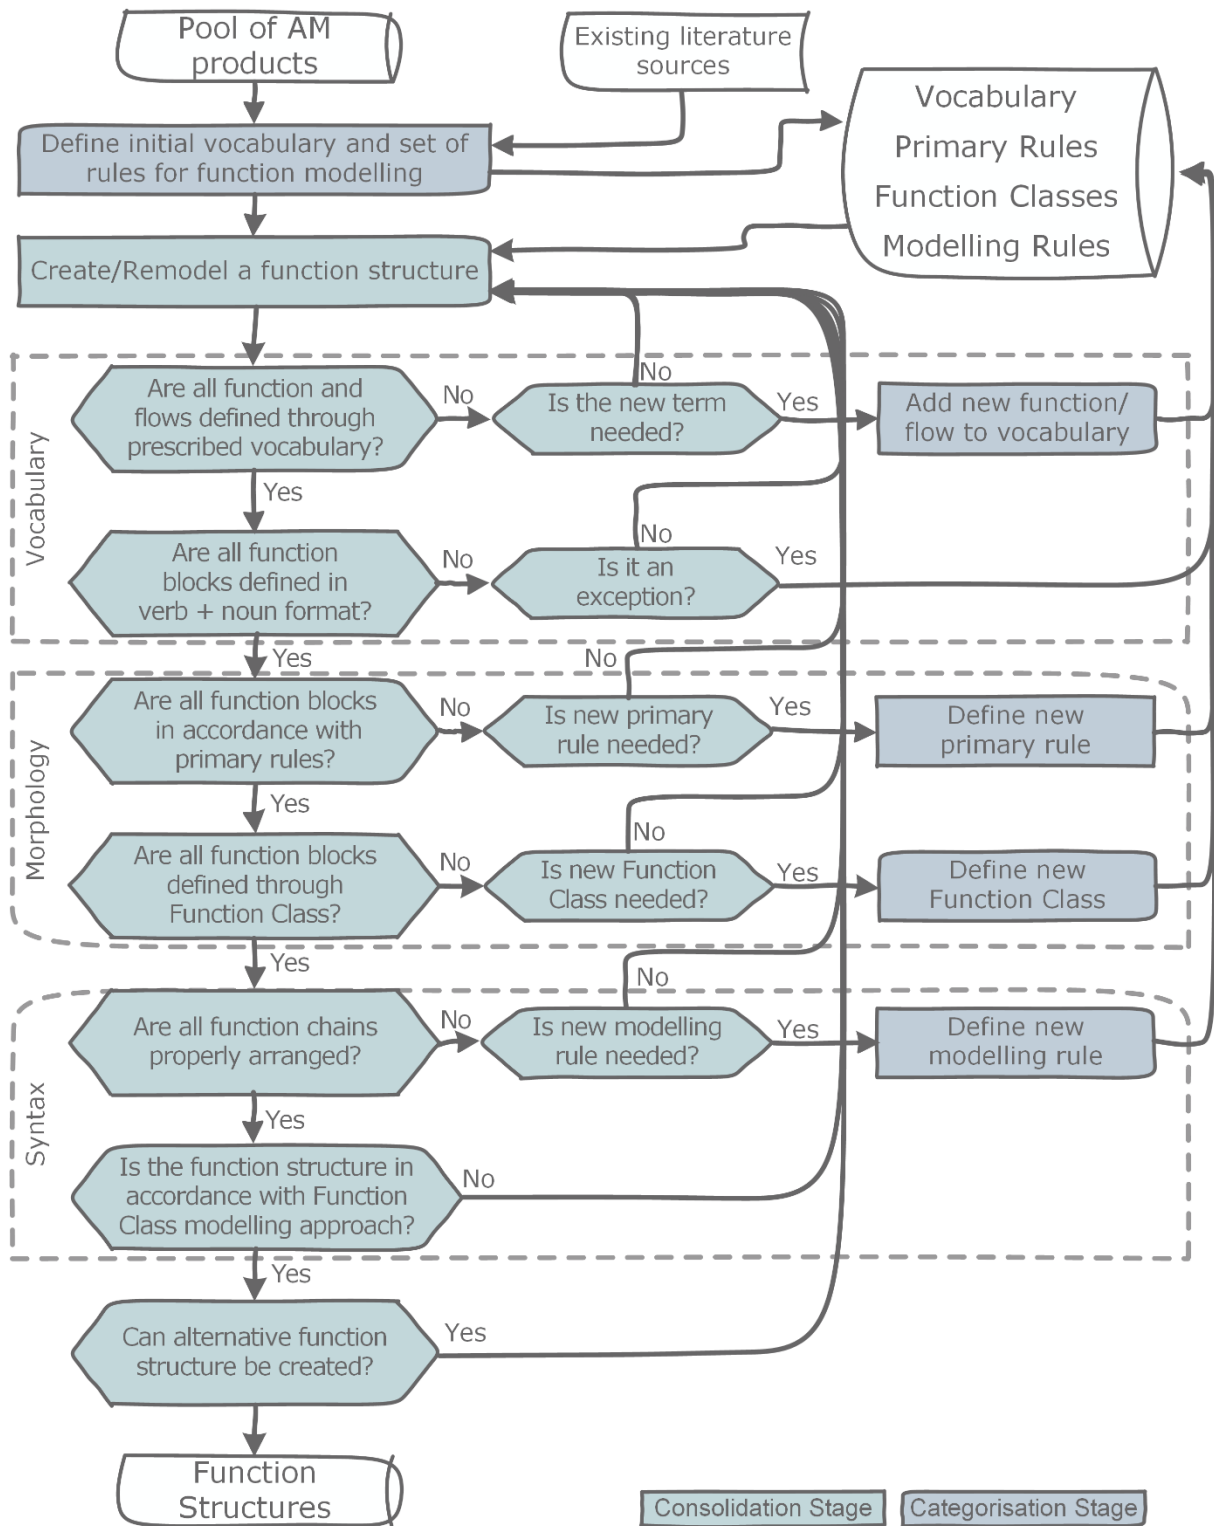 Pool of AM
products
Existing literature
sources
Vocabulary
Primary Rules
Function Classes
Modelling Rules
Define initial vocabulary and set of
rules for function modelling
Create/Remodel a function structure
Vocabulary
Are all function and
flows defined through
prescribed vocabulary?
No
Is the new term
needed?
No
Yes
Add new function/
flow to vocabulary
Yes
Are all function
blocks defined in
verb + noun format?
No
Is it an
exception?
No
Yes
Yes
Morphology
Are all function blocks
in accordance with
primary rules?
No
Is new primary
rule needed?
No
Yes
Define new
primary rule
Yes
Are all function blocks
defined through
Function Class?
No
Is new Function
Class needed?
No
Yes
Define new
Function Class
Yes
Syntax
Are all function chains
properly arranged?
No
Is new modelling
rule needed?
No
Yes
Define new
modelling rule
Yes
Is the function structure in
accordance with Function
Class modelling approach?
No
Yes
Can alternative function
structure be created?
Yes
Function
Structures
Consolidation Stage
Categorisation Stage